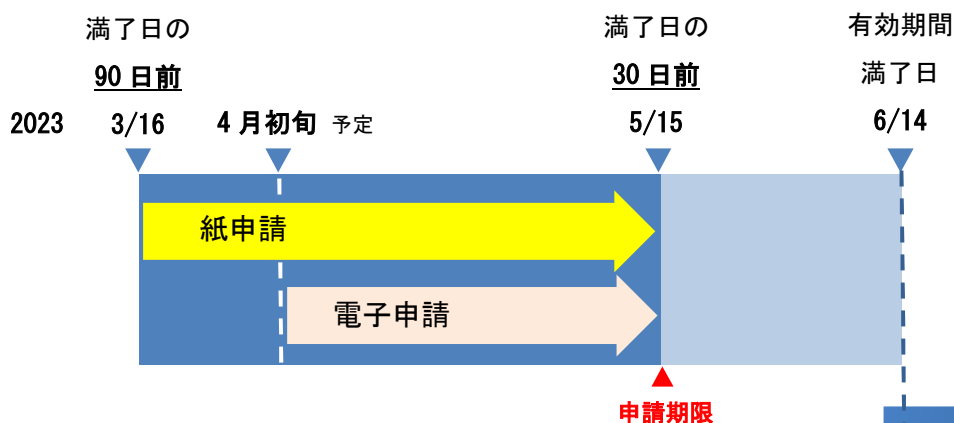 満了日の
90日前
満了日の
30日前
有効期間
満了日
2023 3/16 4月初旬 予定 5/15 6/14
紙申請
電子申請
申請期限